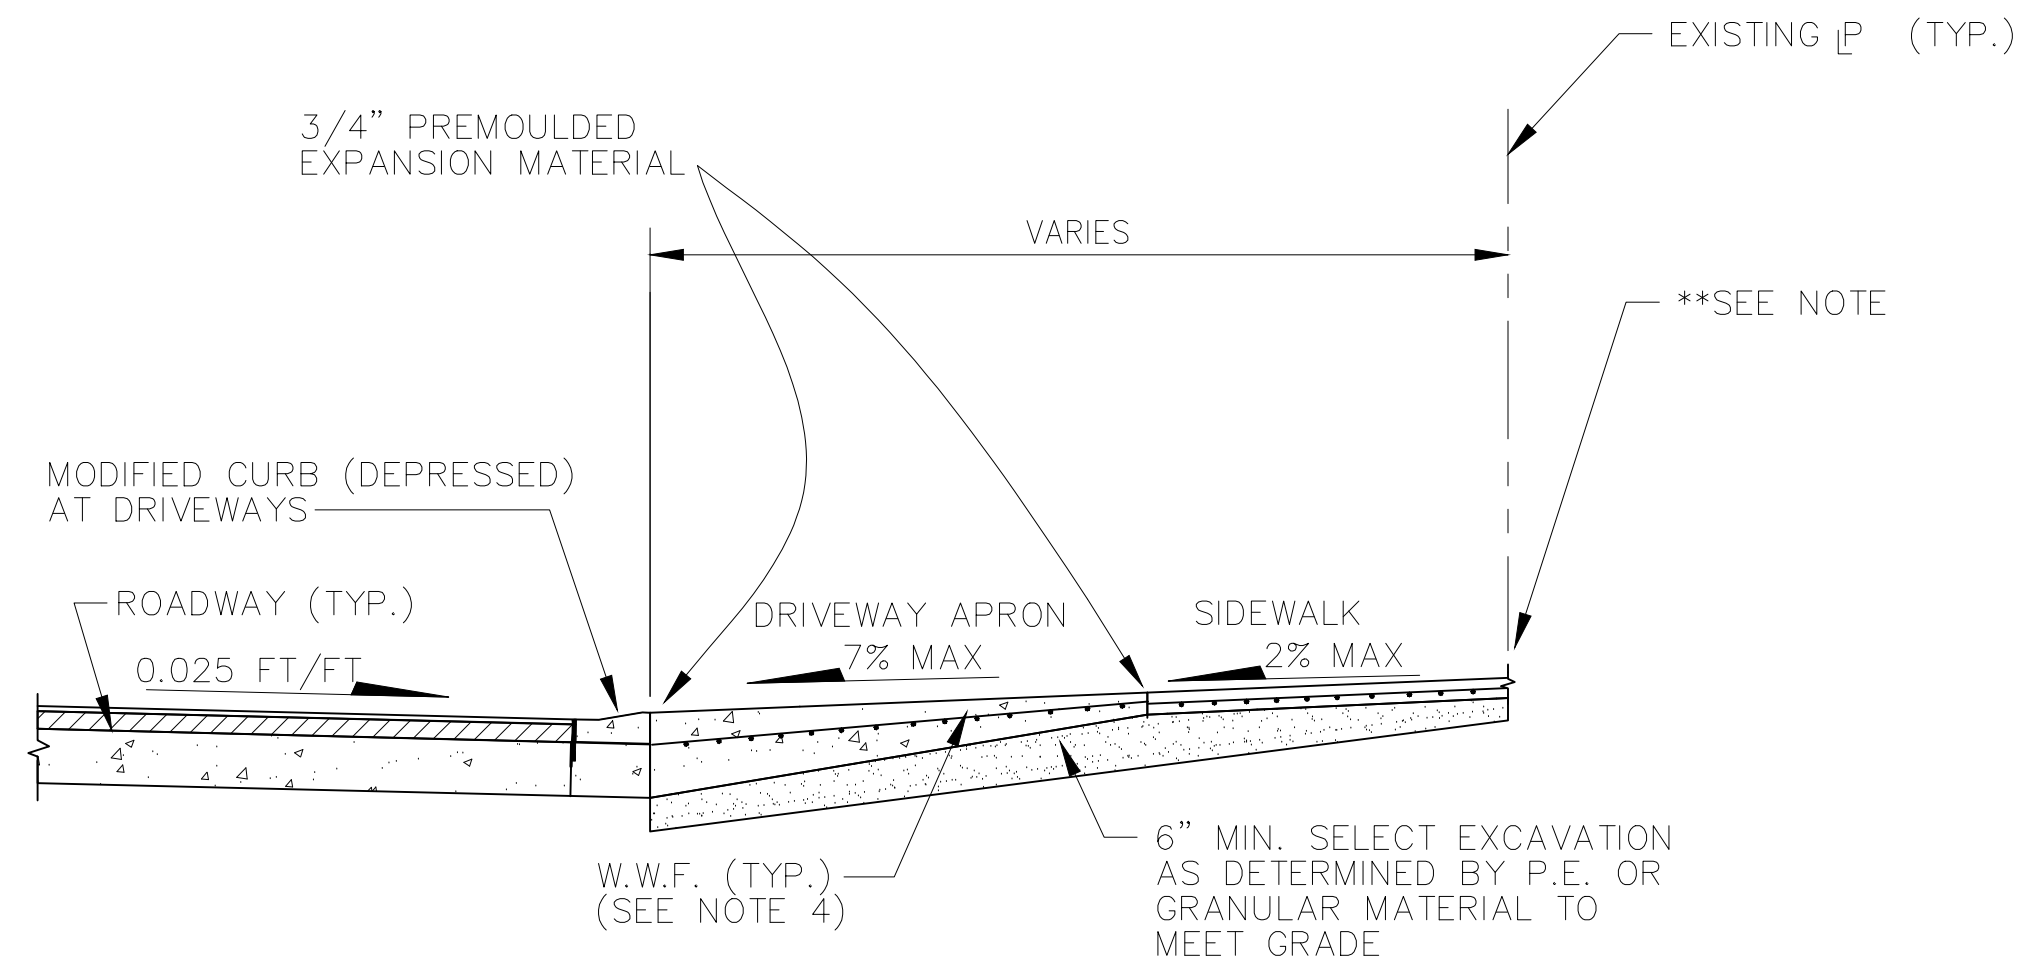 EXISTING ⅊ (TYP.)
3/4” PREMOULDED
EXPANSION MATERIAL
VARIES
**SEE NOTE
MODIFIED CURB (DEPRESSED)
AT DRIVEWAYS
ROADWAY (TYP.)
0.025 FT/FT
DRIVEWAY APRON
7% MAX
SIDEWALK
2% MAX
W.W.F. (TYP.)
(SEE NOTE 4)
6” MIN. SELECT EXCAVATION
AS DETERMINED BY P.E. OR
GRANULAR MATERIAL TO
MEET GRADE